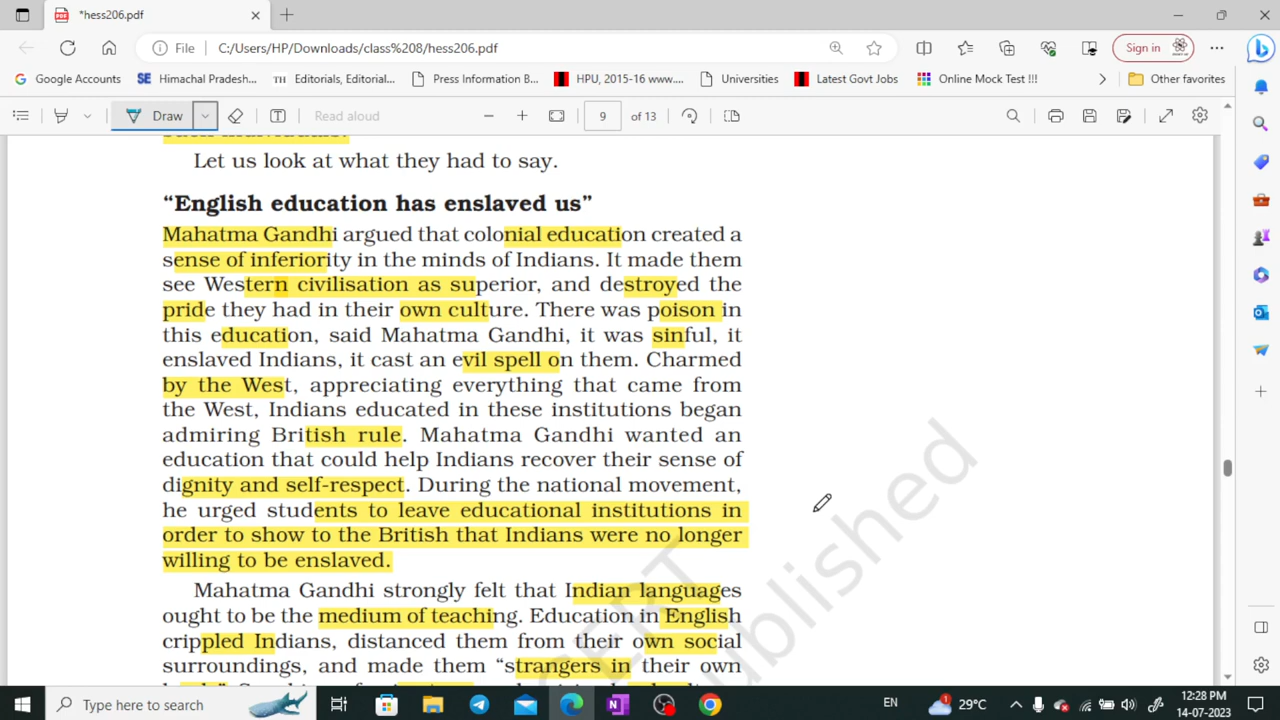 *hess206.pdf
File C:/Users/HP/Downloads/class%208/hess206.pdf
Sign in
Google Accounts SE Himachal Pradesh... TH Editorials, Editorial... Press Information B... HPU, 2015-16 www.... Universities Latest Govt Jobs Online Mock Test !!! Other favorites
Draw Read aloud 9 of 13
such individuals.
Let us look at what they had to say.
“English education has enslaved us”
Mahatma Gandhi argued that colonial education created a
sense of inferiority in the minds of Indians. It made them
see Western civilisation as superior, and destroyed the
pride they had in their own culture. There was poison in
this education, said Mahatma Gandhi, it was sinful, it
enslaved Indians, it cast an evil spell on them. Charmed
by the West, appreciating everything that came from
the West, Indians educated in these institutions began
admiring British rule. Mahatma Gandhi wanted an
education that could help Indians recover their sense of
dignity and self-respect. During the national movement,
he urged students to leave educational institutions in
order to show to the British that Indians were no longer
willing to be enslaved.
Mahatma Gandhi strongly felt that Indian languages
ought to be the medium of teaching. Education in English
crippled Indians, distanced them from their own social
surroundings, and made them “strangers in their own
Type here to search
EN 1 29°C 12:28 PM
14-07-2023